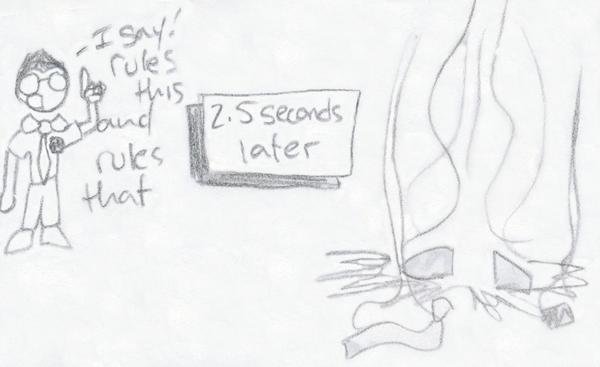 I say!
rules
this
and
rules
that
2.5 seconds
later